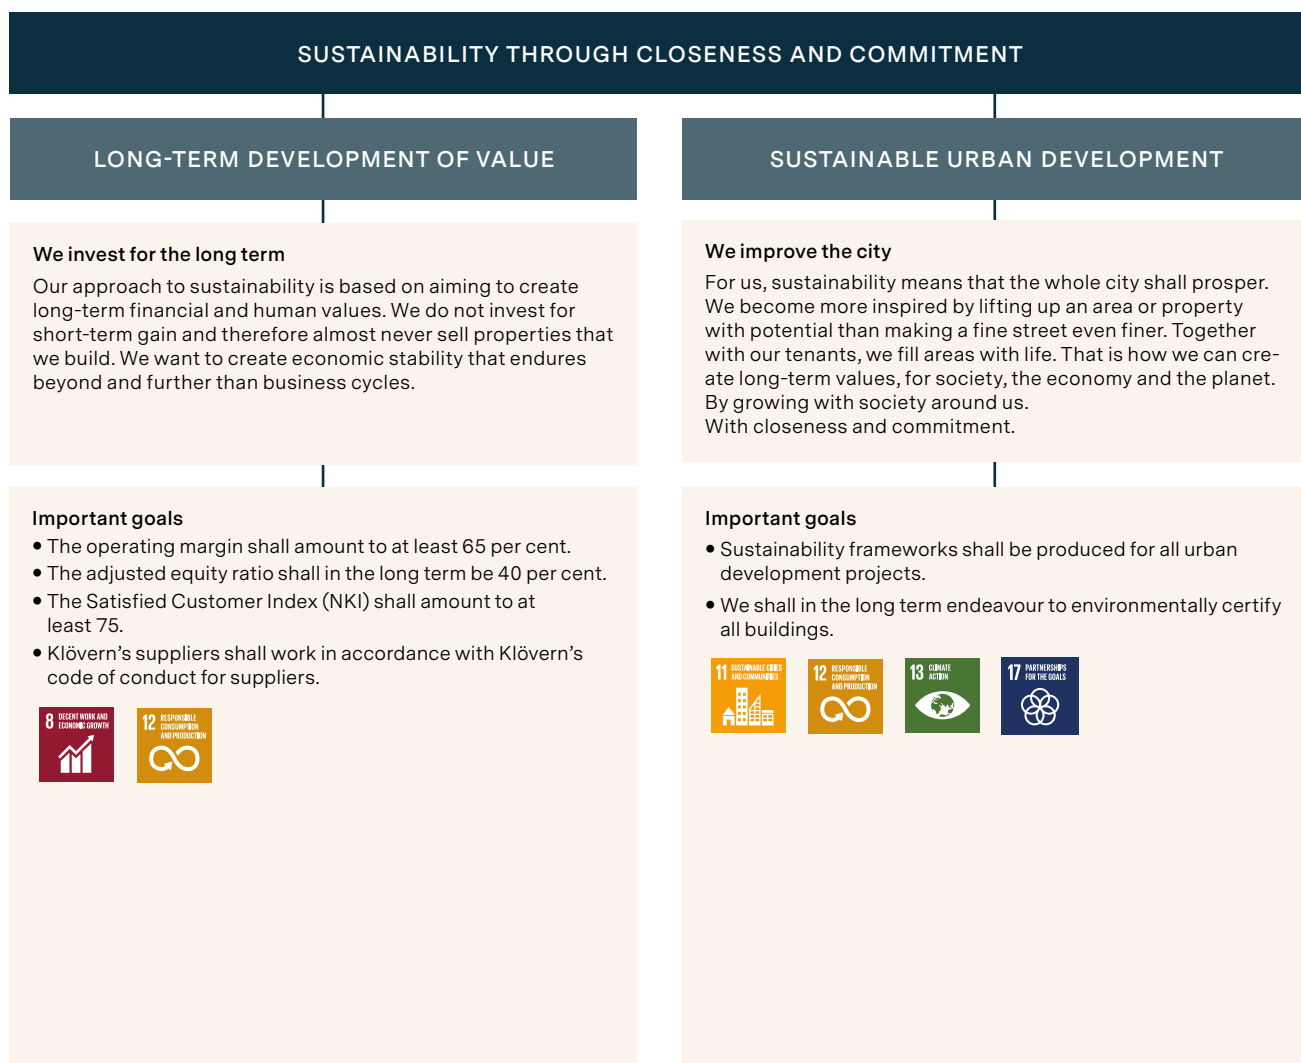 SUSTAINABILITY THROUGH CLOSENESS AND COMMITMENT
LONG-TERM DEVELOPMENT OF VALUE
We invest for the long term
Our approach to sustainability is based on aiming to create
long-term financial and human values. We do not invest for
short-term gain and therefore almost never sell properties that
we build. We want to create economic stability that endures
beyond and further than business cycles.
Important goals
• The operating margin shall amount to at least 65 per cent.
• The adjusted equity ratio shall in the long term be 40 per cent.
• The Satisfied Customer Index (NKI) shall amount to at
least 75.
• Klövern's suppliers shall work in accordance with Klövern's
code of conduct for suppliers.
8 DECENT WORK AND
ECONOMIC GROWTH
12 RESPONSIBLE
CONSUMPTION
AND PRODUCTION
SUSTAINABLE URBAN DEVELOPMENT
We improve the city
For us, sustainability means that the whole city shall prosper.
We become more inspired by lifting up an area or property
with potential than making a fine street even finer. Together
with our tenants, we fill areas with life. That is how we can cre-
ate long-term values, for society, the economy and the planet.
By growing with society around us.
With closeness and commitment.
Important goals
• Sustainability frameworks shall be produced for all urban
development projects.
• We shall in the long term endeavour to environmentally certify
all buildings.
11 SUSTAINABLE CITIES
AND COMMUNITIES
12 RESPONSIBLE
CONSUMPTION
AND PRODUCTION
13 CLIMATE
ACTION
17 PARTNERSHIPS
FOR THE GOALS